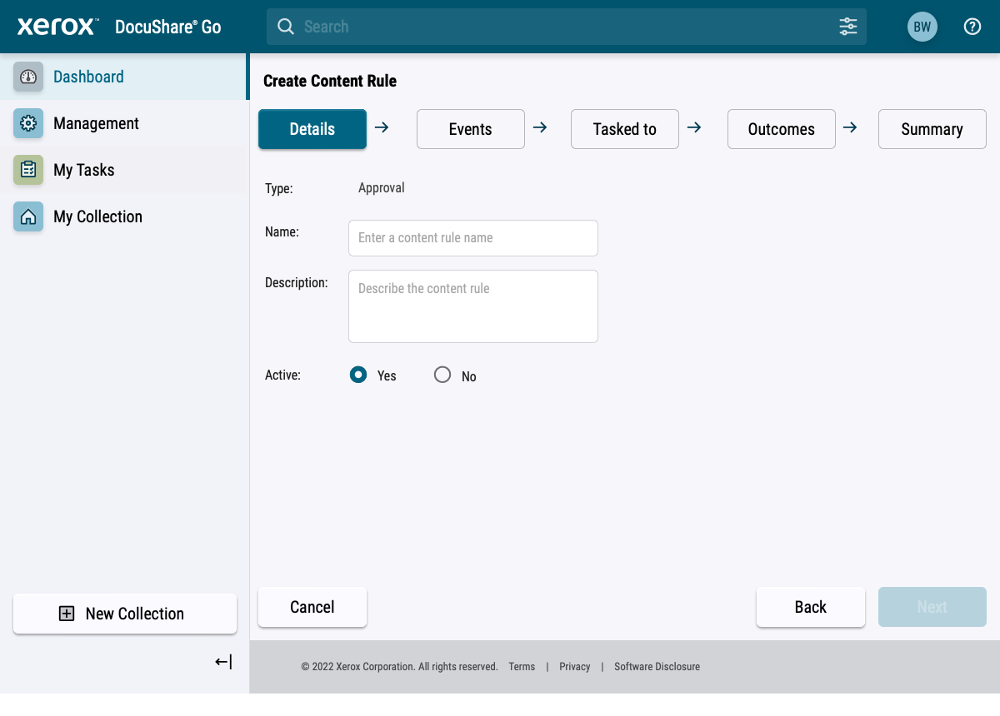 xerox™ DocuShare® Go
Search
BW
Dashboard
Management
My Tasks
My Collection
New Collection
Create Content Rule
Details
Events
Tasked to
Outcomes
Summary
Type: Approval
Name: Enter a content rule name
Description: Describe the content rule
Active: Yes No
Cancel
Back
Next
© 2022 Xerox Corporation. All rights reserved. Terms | Privacy | Software Disclosure